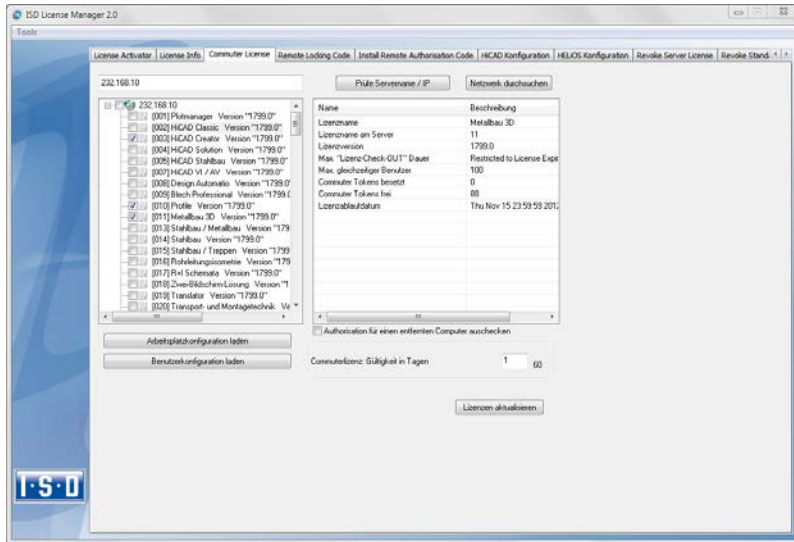 ISD License Manager 2.0
Tools
License Activator License Info Commuter License Remote Locking Code Install Remote Authorisation Code HiCAD Konfiguration HELiOS Konfiguration Revoke Server License Revoke Stand
232.168.10
Prüfe Servername / IP
Netzwerk durchsuchen
232.168.10
[001] Plotmanager Version "1799.0"
[002] HiCAD Classic Version "1799.0"
[003] HiCAD Creator Version "1799.0"
[004] HiCAD Solution Version "1799.0"
[005] HiCAD Stahlbau Version "1799.0"
[007] HiCAD VI / AV Version "1799.0"
[008] Design Automatio Version "1799.0"
[009] Blech Professional Version "1799.0
[010] Profile Version "1799.0"
[011] Metallbau 3D Version "1799.0"
[013] Stahlbau / Metallbau Version "179
[014] Stahlbau Version "1799.0"
[015] Stahlbau / Treppen Version "1799
[016] Rohrleitungsisometrie Version "179
[017] R+I Schemata Version "1799.0"
[018] Zwei-Bildschirm-Lösung Version "1
[019] Translator Version "1799.0"
[020] Transport- und Montagetechnik Ve
Name Beschreibung
Lizenzname Metallbau 3D
Lizenzname am Server 11
Lizenzversion 1799.0
Max. "Lizenz-Check-OUT" Dauer Restricted to License Expir
Max. gleichzeitiger Benutzer 100
Commuter Tokens besetzt 0
Commuter Tokens frei 88
Lizenzablaufdatum Thu Nov 15 23:59:59 2012
Authorisation für einen entfernten Computer auschecken
Arbeitsplatzkonfiguration laden
Benutzerkonfiguration laden
Commuterlizenz: Gültigkeit in Tagen 1 60
Lizenzen aktualisieren
I·S·D